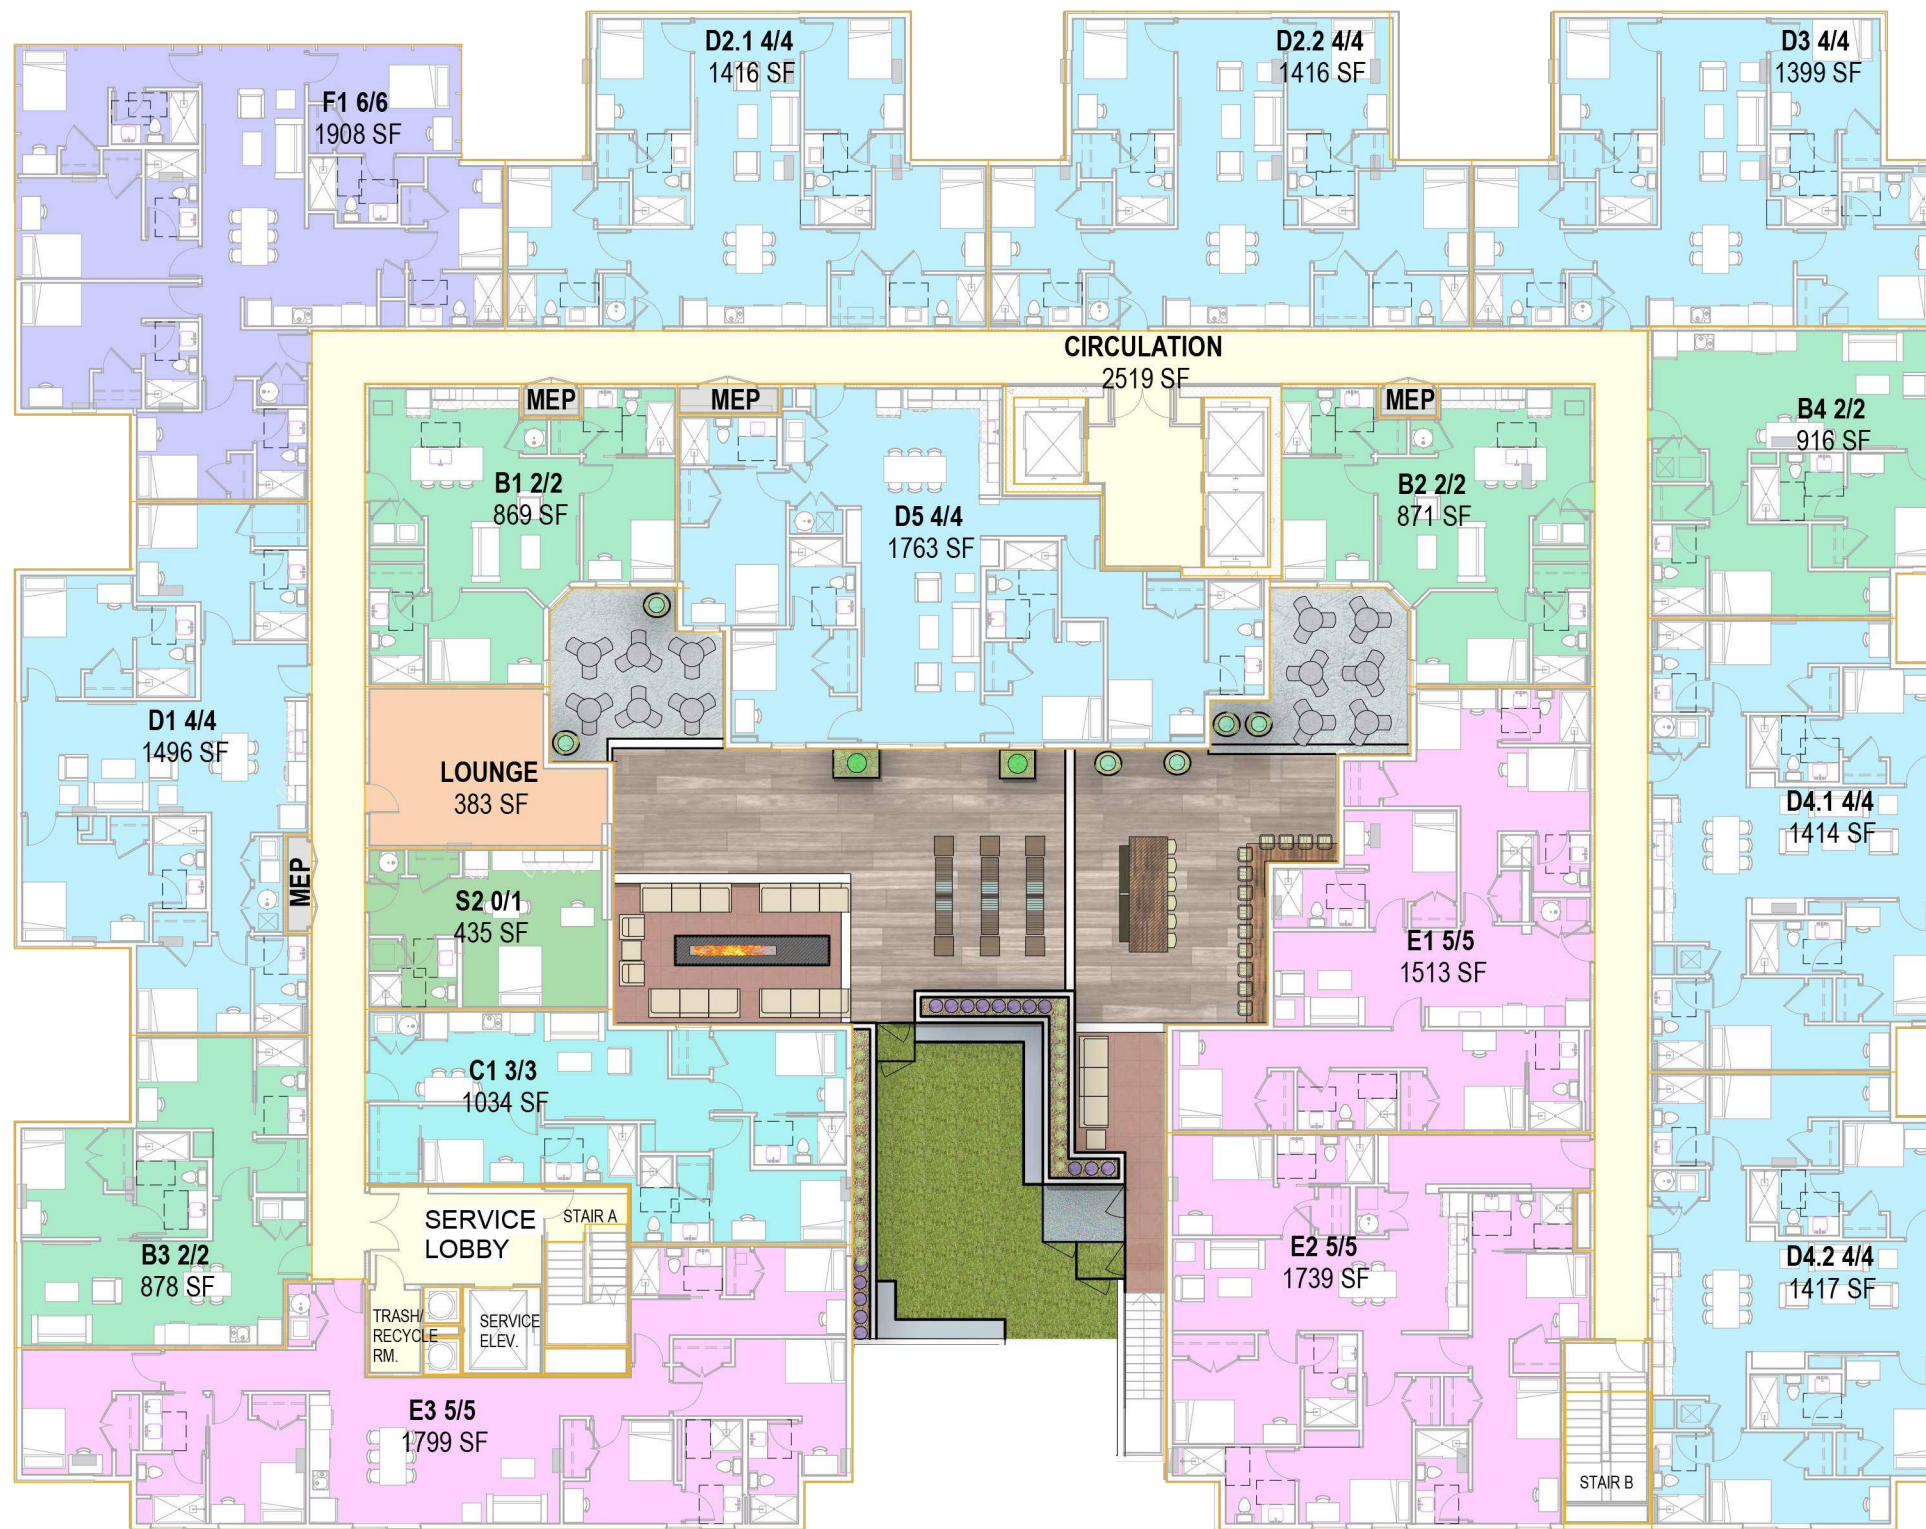 D2.1 4/4
1416 SF
D2.2 4/4
1416 SF
D3 4/4
1399 SF
F1 6/6
1908 SF
CIRCULATION
2519 SF
MEP
MEP
MEP
B4 2/2
916 SF
B1 2/2
869 SF
D5 4/4
1763 SF
B2 2/2
871 SF
D1 4/4
1496 SF
LOUNGE
383 SF
D4.1 4/4
1414 SF
MEP
S2 0/1
435 SF
E1 5/5
1513 SF
C1 3/3
1034 SF
SERVICE
LOBBY
STAIR A
B3 2/2
878 SF
E2 5/5
1739 SF
D4.2 4/4
1417 SF
TRASH/
RECYCLE
RM.
SERVICE
ELEV.
E3 5/5
1799 SF
STAIR B